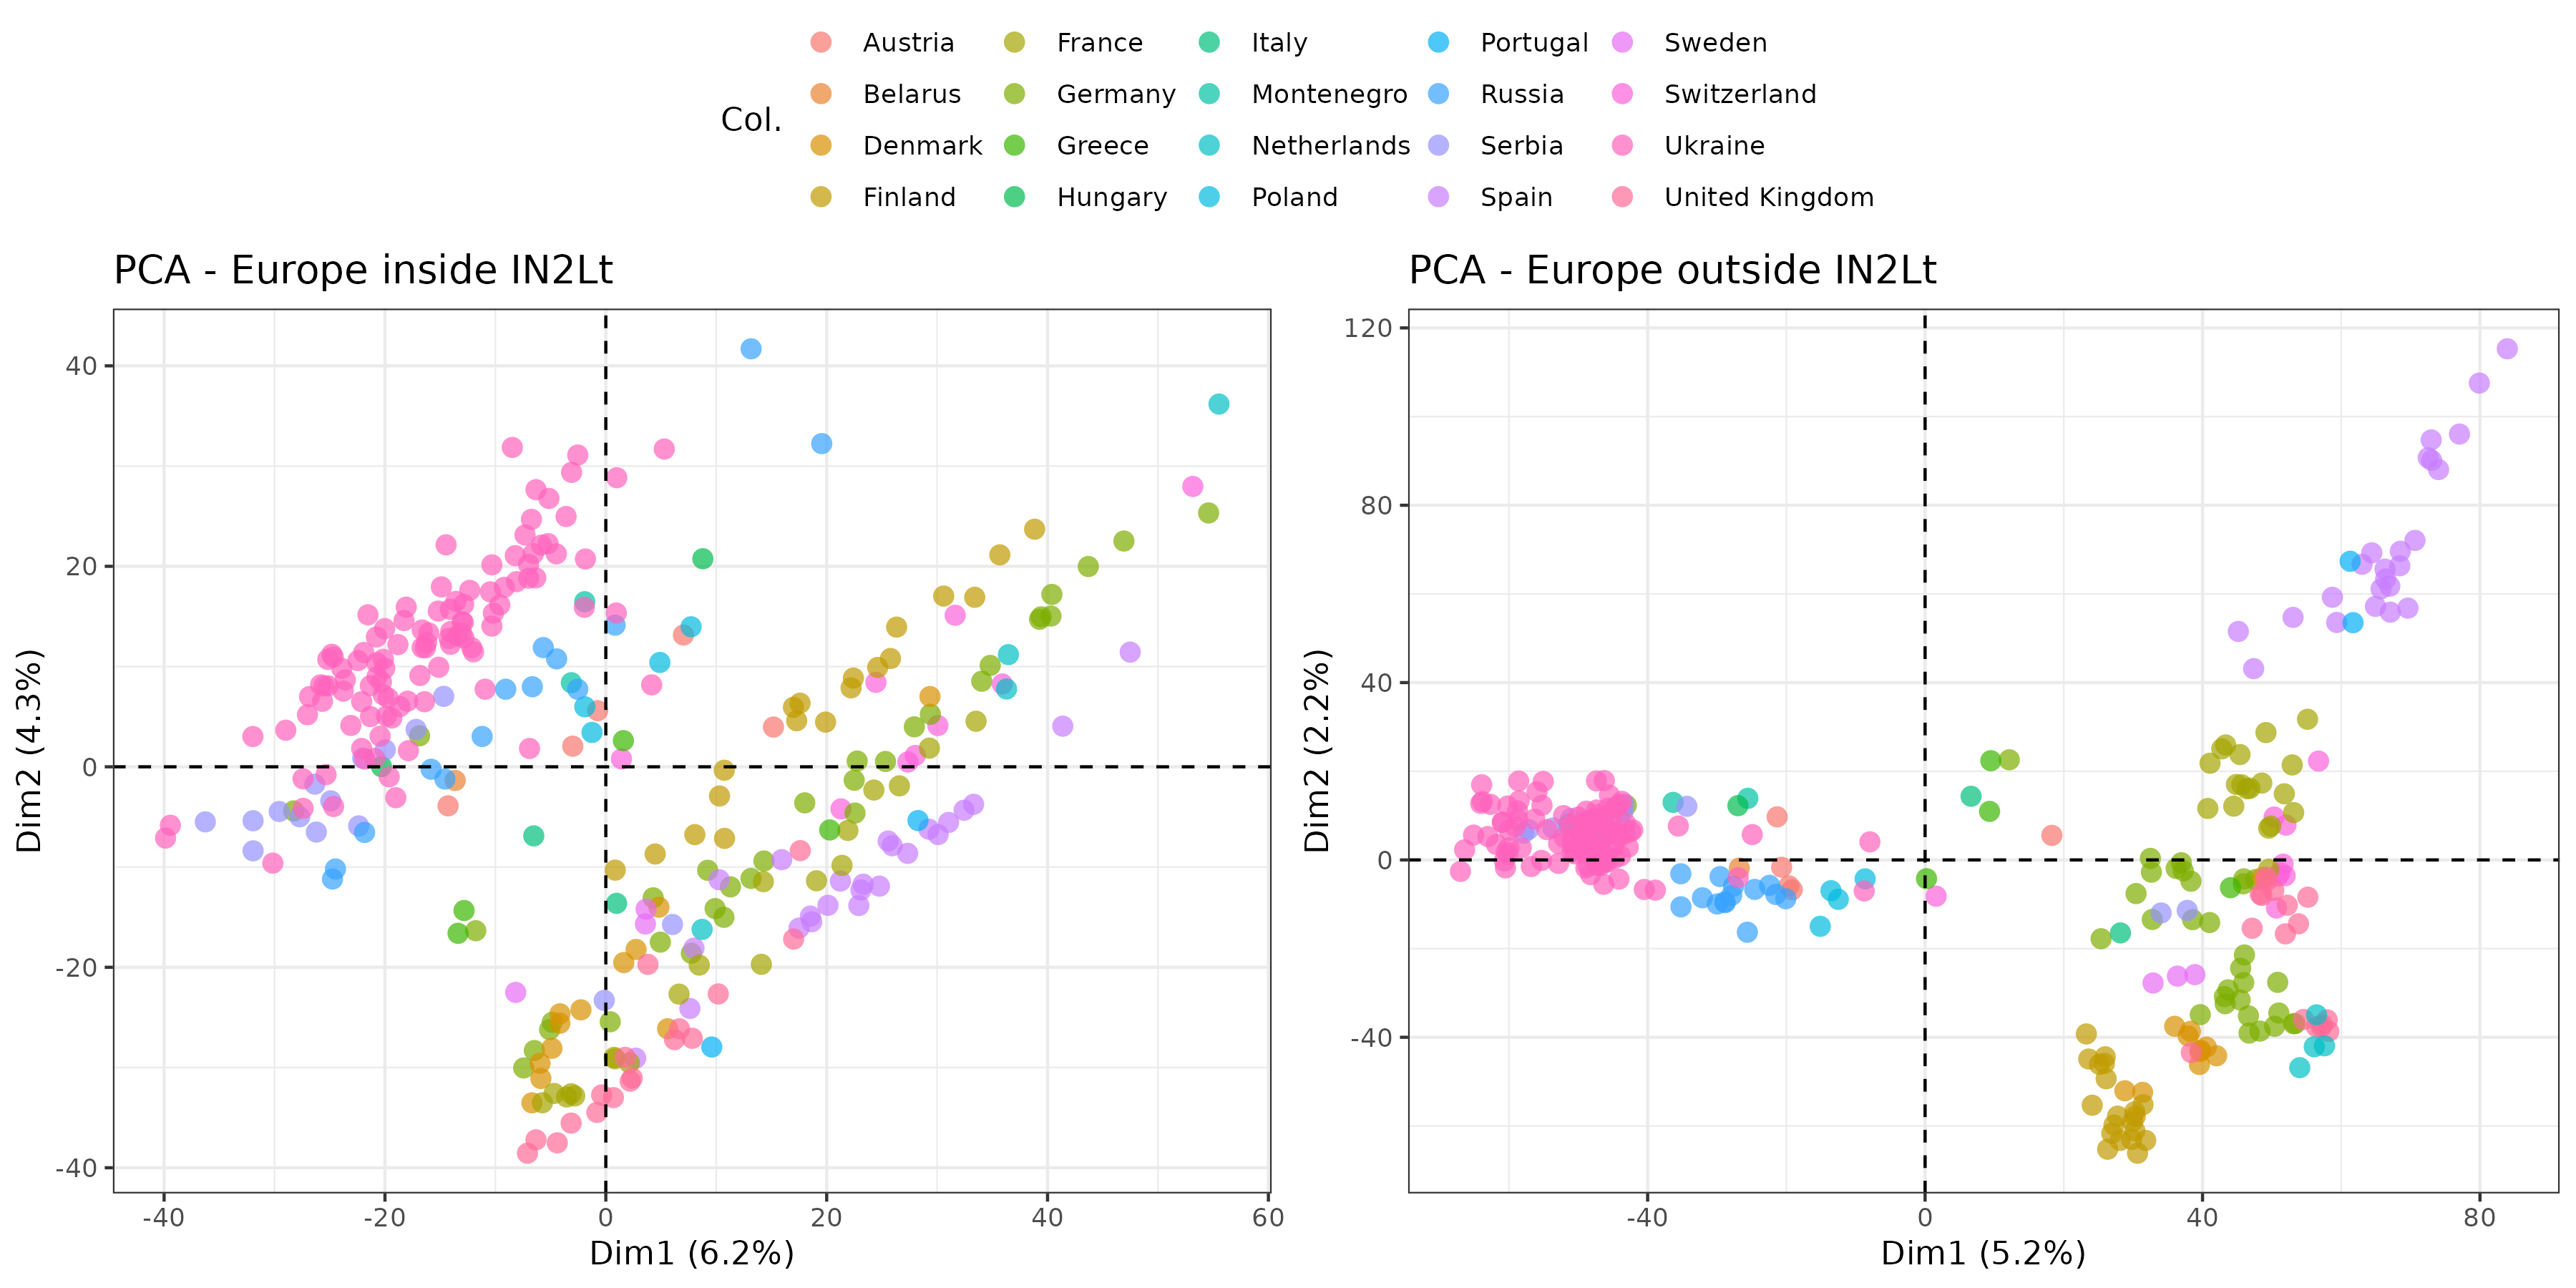 Austria France Italy Portugal Sweden
Belarus Germany Montenegro Russia Switzerland
Col.
Denmark Greece Netherlands Serbia Ukraine
Finland Hungary Poland Spain United Kingdom
PCA - Europe inside IN2Lt
40
20
0
-20
-40
Dim2 (4.3%)
-40 -20 0 20 40 60
Dim1 (6.2%)
PCA - Europe outside IN2Lt
120
80
40
0
-40
Dim2 (2.2%)
-40 0 40 80
Dim1 (5.2%)